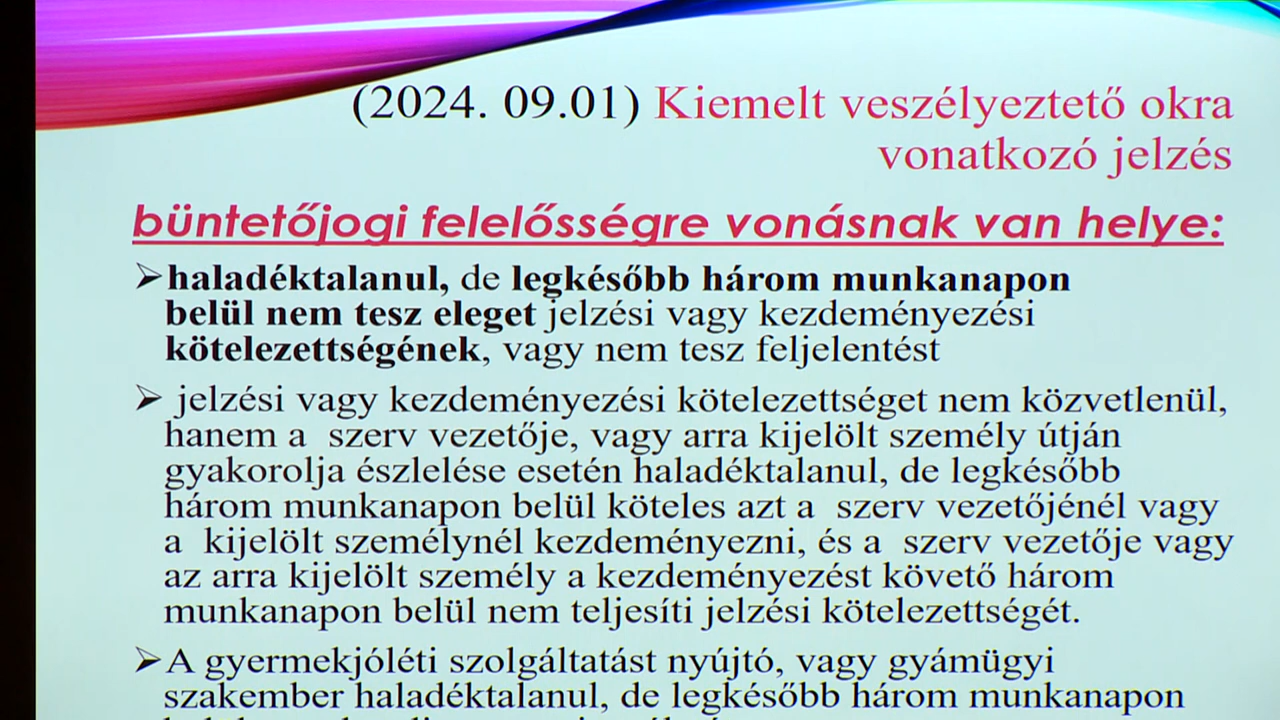 (2024. 09.01) Kiemelt veszélyeztető okra
vonatkozó jelzés
büntetőjogi felelősségre vonásnak van helye:
➢haladéktalanul, de legkésőbb három munkanapon
belül nem tesz eleget jelzési vagy kezdeményezési
kötelezettségének, vagy nem tesz feljelentést
➢ jelzési vagy kezdeményezési kötelezettséget nem közvetlenül,
hanem a szerv vezetője, vagy arra kijelölt személy útján
gyakorolja észlelése esetén haladéktalanul, de legkésőbb
három munkanapon belül köteles azt a szerv vezetőjénél vagy
a kijelölt személynél kezdeményezni, és a szerv vezetője vagy
az arra kijelölt személy a kezdeményezést követő három
munkanapon belül nem teljesíti jelzési kötelezettségét.
➢A gyermekjóléti szolgáltatást nyújtó, vagy gyámügyi
szakember haladéktalanul, de legkésőbb három munkanapon